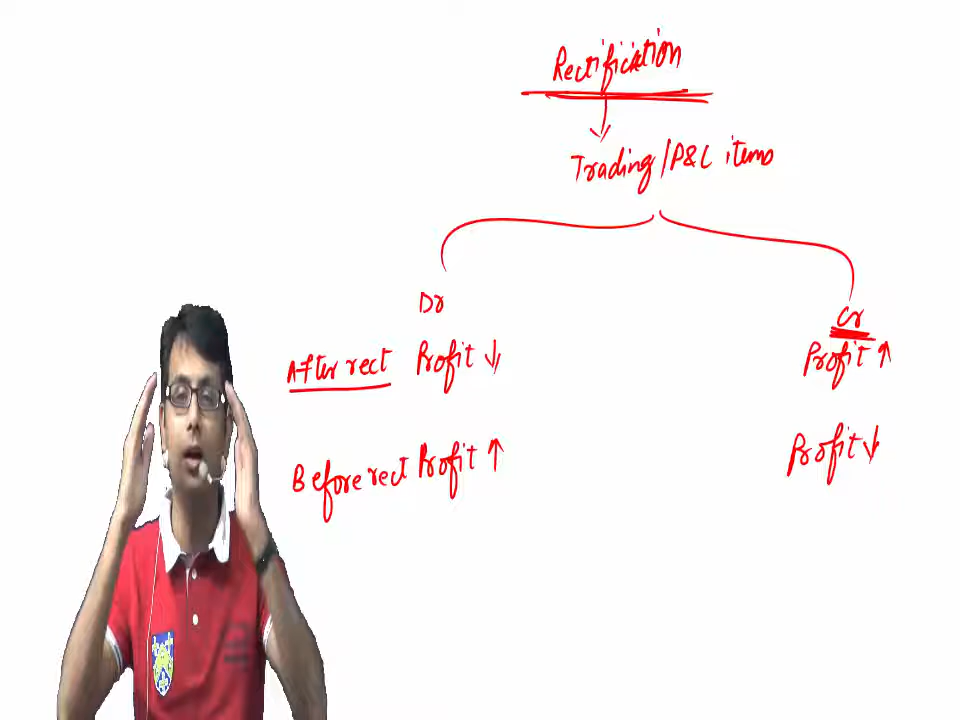 Rectification
Trading/P&L items
Dr
Cr
After rect Profit ↓
Profit ↑
Before rect Profit ↑
Profit ↓